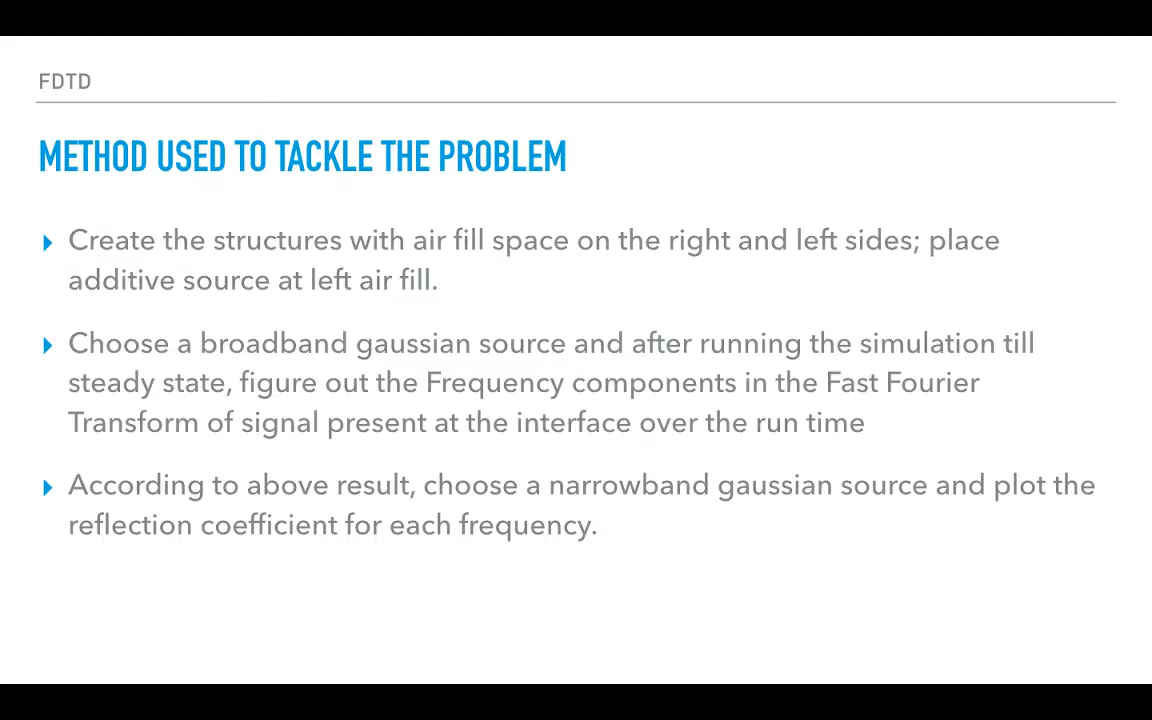 FDTD
METHOD USED TO TACKLE THE PROBLEM
Create the structures with air fill space on the right and left sides; place
additive source at left air fill.
Choose a broadband gaussian source and after running the simulation till
steady state, figure out the Frequency components in the Fast Fourier
Transform of signal present at the interface over the run time
According to above result, choose a narrowband gaussian source and plot the
reflection coefficient for each frequency.